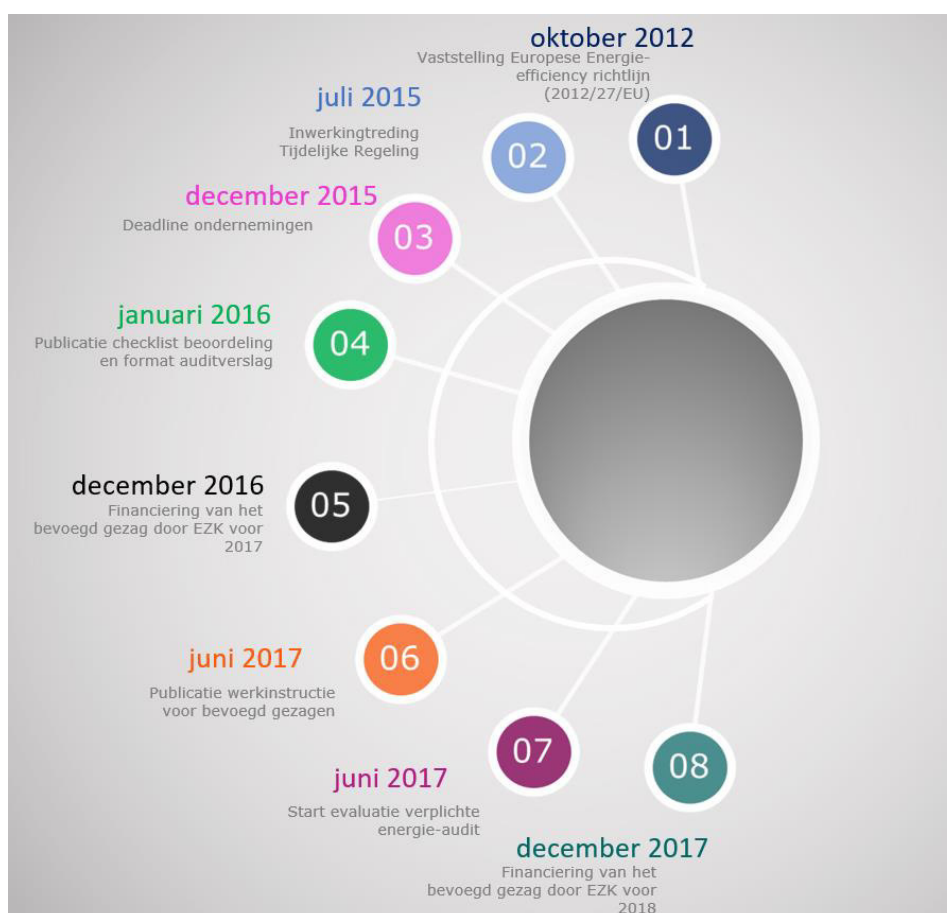 oktober 2012
Vaststelling Europese Energie-
efficiency richtlijn
(2012/27/EU)
01
juli 2015
Inwerkingtreding
Tijdelijke Regeling
02
december 2015
Deadline ondernemingen
03
januari 2016
Publicatie checklist beoordeling
en format auditverslag
04
december 2016
Financiering van het
bevoegd gezag door EZK voor
2017
05
juni 2017
Publicatie werkinstructie
voor bevoegd gezagen
06
juni 2017
Start evaluatie verplichte
energie-audit
07
december 2017
Financiering van het
bevoegd gezag door EZK voor
2018
08